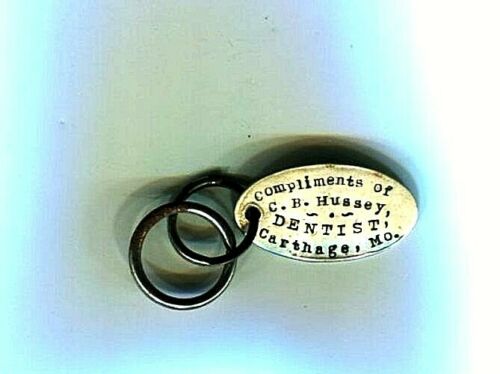 Compliments of
C. B. Hussey,
~ • ~
DENTIST,
Carthage, Mo.